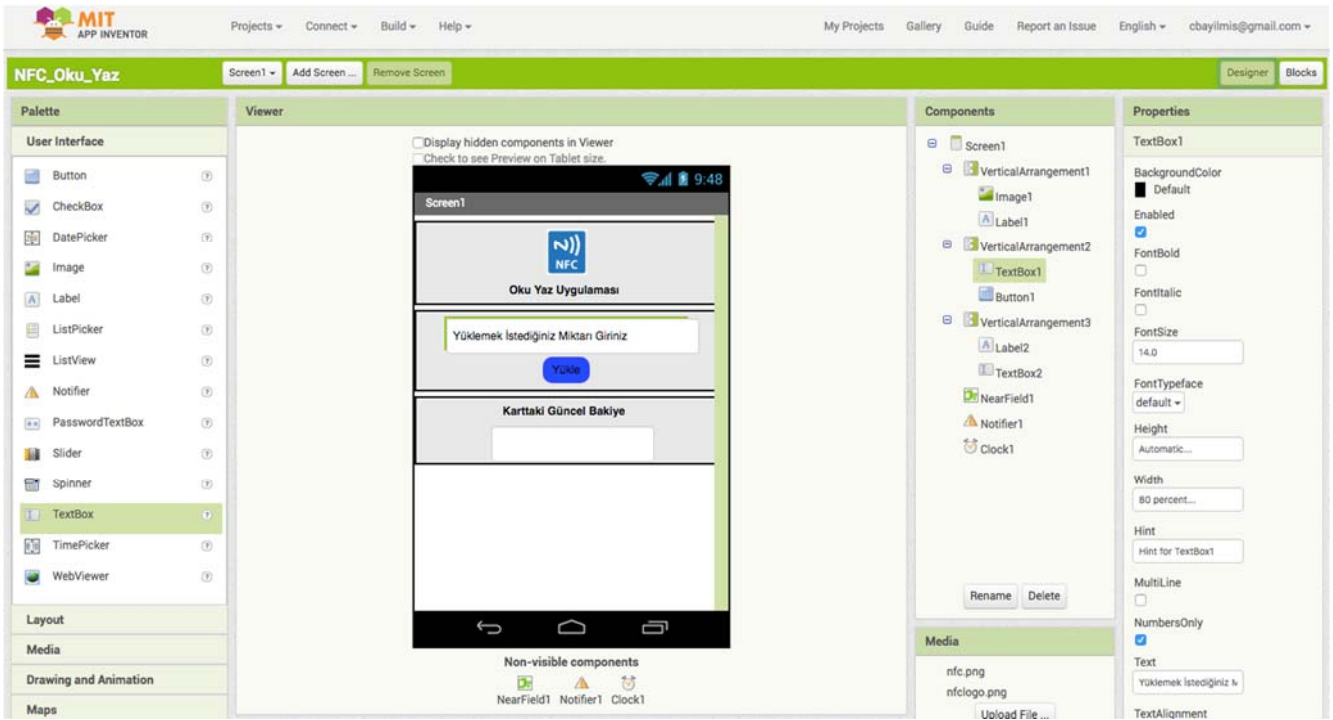 MIT
APP INVENTOR
Projects
Connect
Build
Help
My Projects
Gallery
Guide
Report an Issue
English
cbayilmis@gmail.com
NFC_Oku_Yaz
Screen1
Add Screen ...
Remove Screen
Designer
Blocks
Palette
User Interface
Button
CheckBox
DatePicker
Image
Label
ListPicker
ListView
Notifier
PasswordTextBox
Slider
Spinner
TextBox
TimePicker
WebViewer
Layout
Media
Drawing and Animation
Maps
Viewer
Display hidden components in Viewer
Check to see Preview on Tablet size.
9:48
Screen1
NFC
Oku Yaz Uygulaması
Yüklemek İstediğiniz Miktarı Giriniz
Yükle
Karttaki Güncel Bakiye
Non-visible components
NearField1 Notifier1 Clock1
Components
Screen1
VerticalArrangement1
Image1
Label1
VerticalArrangement2
TextBox1
Button1
VerticalArrangement3
Label2
TextBox2
NearField1
Notifier1
Clock1
Rename
Delete
Media
nfc.png
nfclogo.png
Upload File ...
Properties
TextBox1
BackgroundColor
Default
Enabled
FontBold
FontItalic
FontSize
14.0
FontTypeface
default
Height
Automatic...
Width
80 percent...
Hint
Hint for TextBox1
MultiLine
NumbersOnly
Text
Yüklemek İstediğiniz
TextAlignment